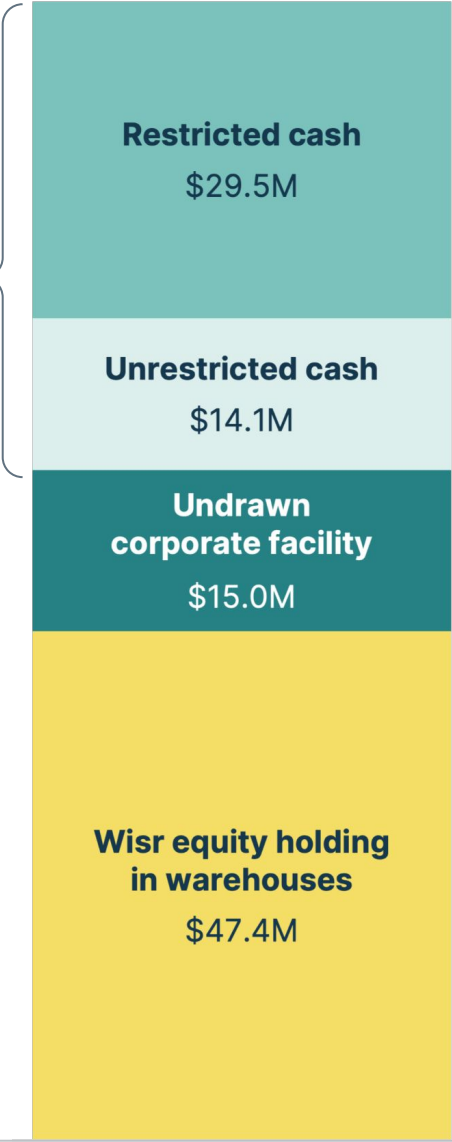 Restricted cash
$29.5M
Unrestricted cash
$14.1M
Undrawn
corporate facility
$15.0M
Wisr equity holding
in warehouses
$47.4M